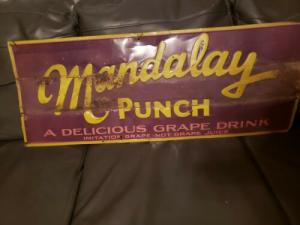 Mandalay
PUNCH
A DELICIOUS GRAPE DRINK
IMITATION GRAPE - NOT GRAPE JUICE